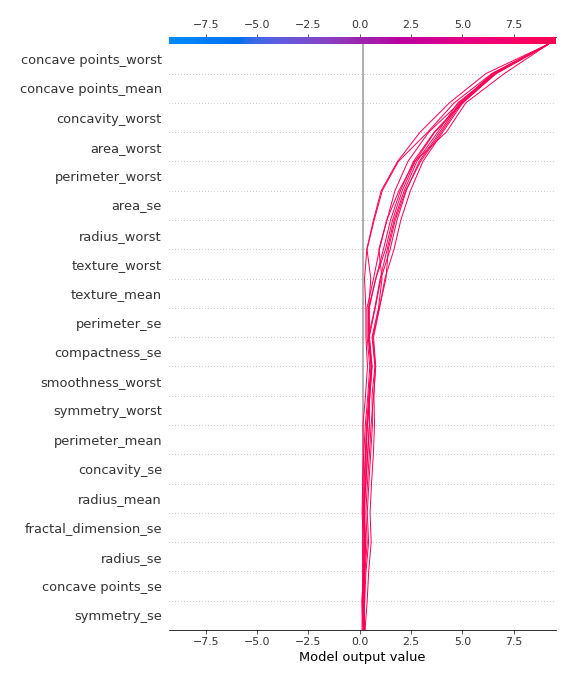 −7.5 −5.0 −2.5 0.0 2.5 5.0 7.5
concave points_worst
concave points_mean
concavity_worst
area_worst
perimeter_worst
area_se
radius_worst
texture_worst
texture_mean
perimeter_se
compactness_se
smoothness_worst
symmetry_worst
perimeter_mean
concavity_se
radius_mean
fractal_dimension_se
radius_se
concave points_se
symmetry_se
−7.5 −5.0 −2.5 0.0 2.5 5.0 7.5
Model output value